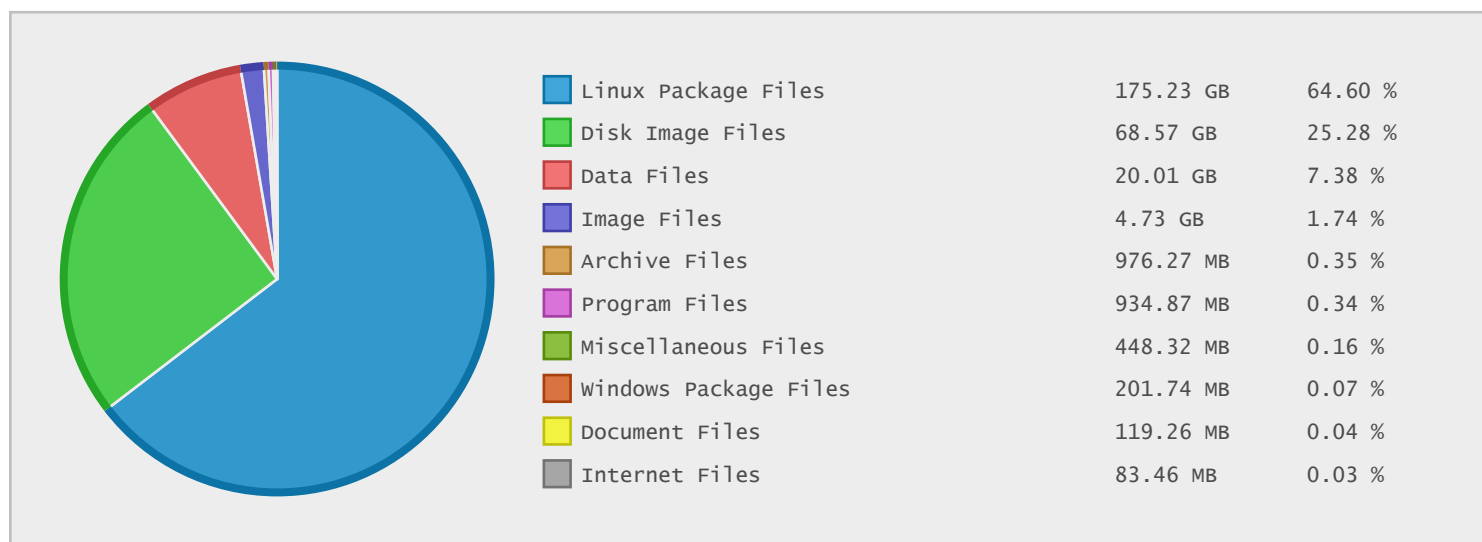 Linux Package Files 175.23 GB 64.60 %
Disk Image Files 68.57 GB 25.28 %
Data Files 20.01 GB 7.38 %
Image Files 4.73 GB 1.74 %
Archive Files 976.27 MB 0.35 %
Program Files 934.87 MB 0.34 %
Miscellaneous Files 448.32 MB 0.16 %
Windows Package Files 201.74 MB 0.07 %
Document Files 119.26 MB 0.04 %
Internet Files 83.46 MB 0.03 %